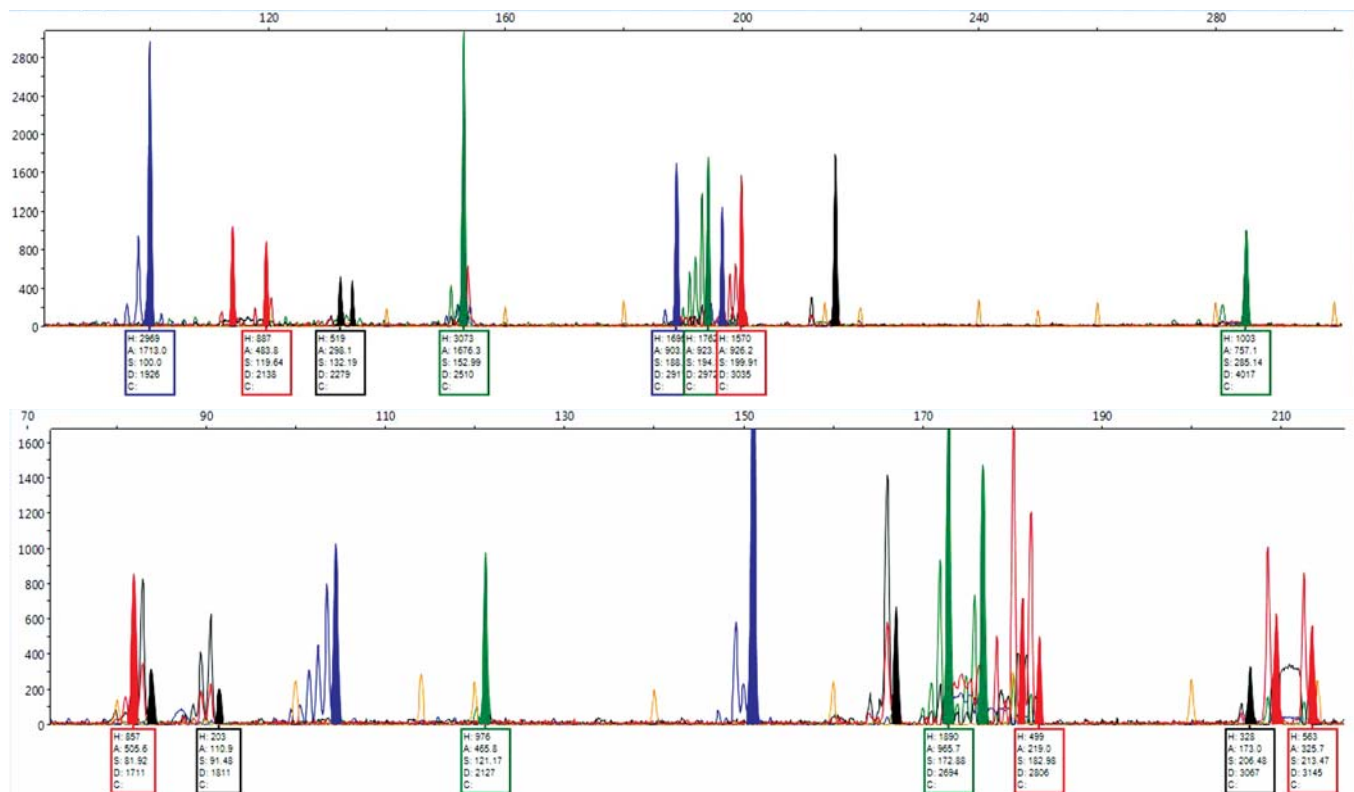 120 160 200 240 280
2800
2400
2000
1600
1200
800
400
0
H: 2969
A: 1713.0
S: 100.0
D: 1926
C:
H: 887
A: 483.8
S: 119.64
D: 2138
C:
H: 519
A: 298.1
S: 132.19
D: 2279
C:
H: 3073
A: 1676.3
S: 152.99
D: 2510
C:
A: 903.
S: 188.
D: 291
C:
H: 1762
A: 923.
S: 194.
D: 2972
C:
H: 1570
A: 926.2
S: 199.91
D: 3035
C:
H: 1003
A: 757.1
S: 285.14
D: 4017
C:
70 90 110 130 150 170 190 210
1600
1400
1200
1000
800
600
400
200
0
H: 857
A: 505.6
S: 81.92
D: 1711
C:
H: 203
A: 110.9
S: 91.48
D: 1811
C:
H: 976
A: 465.8
S: 121.17
D: 2127
C:
H: 1890
A: 965.7
S: 172.88
D: 2694
C:
H: 499
A: 219.0
S: 182.98
D: 2806
C:
H: 328
A: 173.0
S: 206.48
D: 3067
C:
H: 563
A: 325.7
S: 213.47
D: 3145
C: